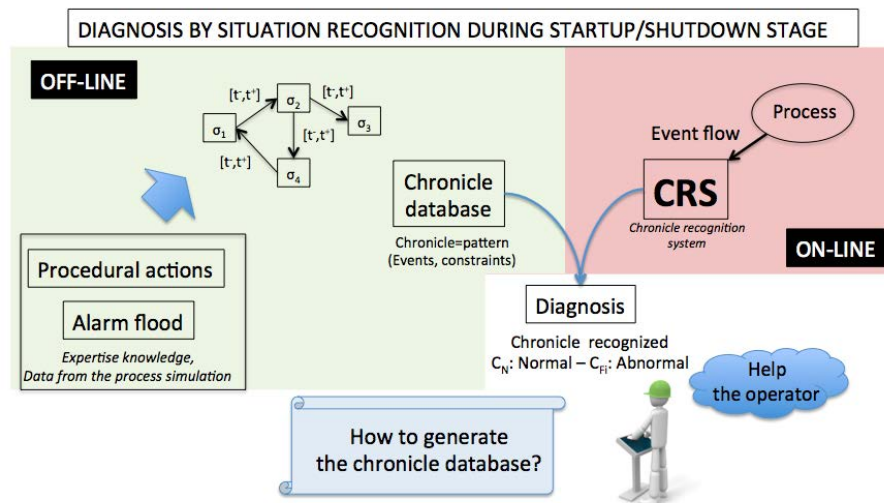 DIAGNOSIS BY SITUATION RECOGNITION DURING STARTUP/SHUTDOWN STAGE
OFF-LINE
[t⁻,t⁺]
[t⁻,t⁺]
σ₂
σ₁
σ₃
[t⁻,t⁺]
[t⁻,t⁺]
σ₄
Procedural actions
Alarm flood
Expertise knowledge,
Data from the process simulation
Chronicle
database
Chronicle=pattern
(Events, constraints)
Process
Event flow
CRS
Chronicle recognition
system
ON-LINE
Diagnosis
Chronicle recognized
C_N: Normal – C_Fi: Abnormal
Help
the operator
How to generate
the chronicle database?